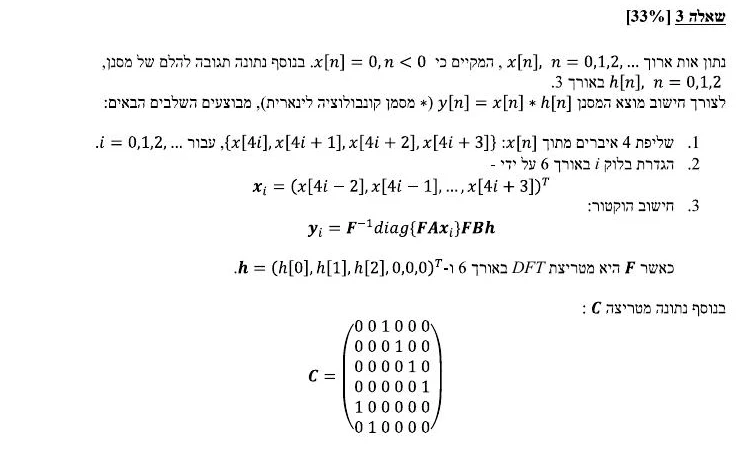 שאלה 3 [33%]
נתון אות ארוך x[n], n = 0,1,2, ... , המקיים כי x[n] = 0, n < 0. בנוסף נתונה תגובה להלם של מסנן,
h[n], n = 0,1,2 באורך 3.
לצורך חישוב מוצא המסנן y[n] = x[n] ∗ h[n] (∗ מסמן קונבולוציה לינארית), מבוצעים השלבים הבאים:
1. שליפת 4 איברים מתוך x[n]: {x[4i], x[4i + 1], x[4i + 2], x[4i + 3]}, עבור i = 0,1,2, ....
2. הגדרת בלוק i באורך 6 על ידי -
x_i = (x[4i − 2], x[4i − 1], ..., x[4i + 3])^T
3. חישוב הוקטור:
y_i = F^{-1}diag{FAx_i}FBh
כאשר F היא מטריצת DFT באורך 6 ו-h = (h[0], h[1], h[2], 0,0,0)^T.
בנוסף נתונה מטריצה C :
0 0 1 0 0 0
0 0 0 1 0 0
0 0 0 0 1 0
C = 0 0 0 0 0 1
1 0 0 0 0 0
0 1 0 0 0 0